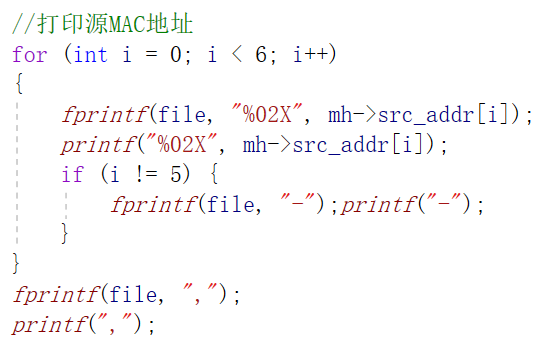 //打印源MAC地址
for (int i = 0; i < 6; i++)
{
    fprintf(file, "%02X", mh->src_addr[i]);
    printf("%02X", mh->src_addr[i]);
    if (i != 5) {
        fprintf(file, "-");printf("-");
    }
}
fprintf(file, ",");
printf(",");